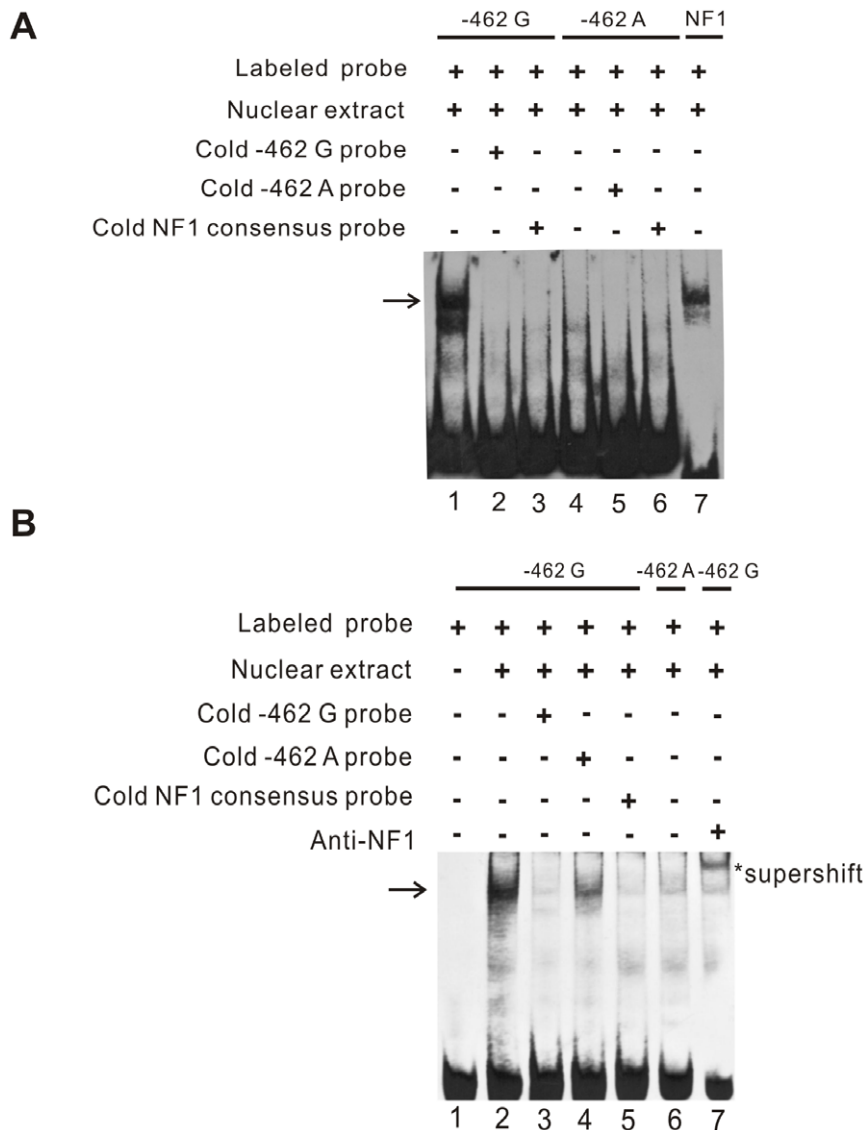 A
-462 G -462 A NF1
Labeled probe + + + + + + +
Nuclear extract + + + + + + +
Cold -462 G probe - + - - - - -
Cold -462 A probe - - - - + - -
Cold NF1 consensus probe - - + - - + -
1 2 3 4 5 6 7
B
-462 G -462 A -462 G
Labeled probe + + + + + + +
Nuclear extract - + + + + + +
Cold -462 G probe - - + - - - -
Cold -462 A probe - - - + - - -
Cold NF1 consensus probe - - - - + - -
Anti-NF1 - - - - - - +
*supershift
1 2 3 4 5 6 7